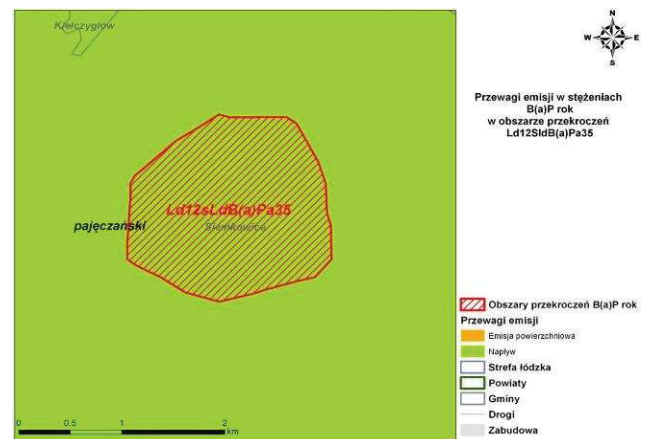 Kiełczygłów
N
W E
S
Przewagi emisji w stężeniach
B(a)P rok
w obszarze przekroczeń
Ld12SldB(a)Pa35
Ld12sLdB(a)Pa35
Siemkowice
pajęczański
Obszary przekroczeń B(a)P rok
Przewagi emisji
Emisja powierzchniowa
Napływ
Strefa łódzka
Powiaty
Gminy
Drogi
Zabudowa
0 0.5 1 2
km